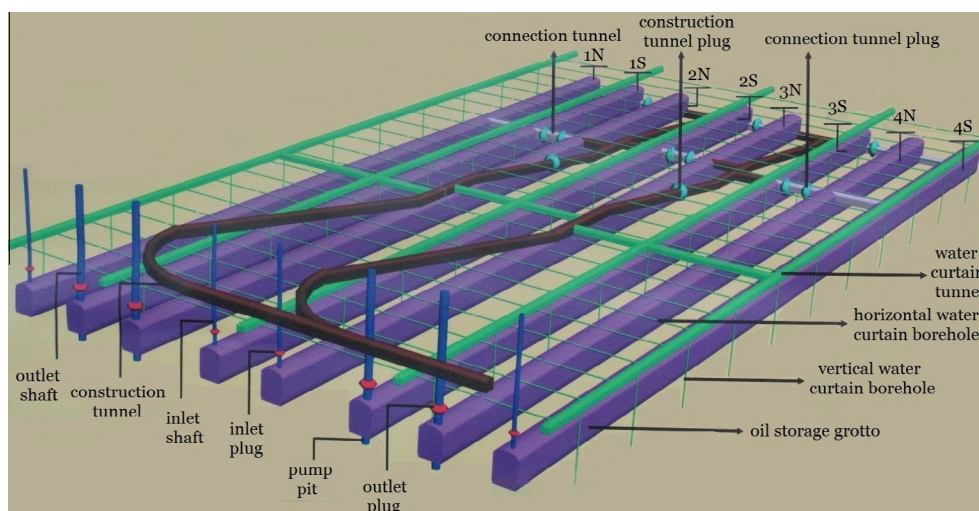 connection tunnel
construction
tunnel plug
connection tunnel plug
1N
1S
2N
2S
3N
3S
4N
4S
water
curtain
tunnel
horizontal water
curtain borehole
vertical water
curtain borehole
oil storage grotto
outlet
shaft
construction
tunnel
inlet
shaft
inlet
plug
pump
pit
outlet
plug